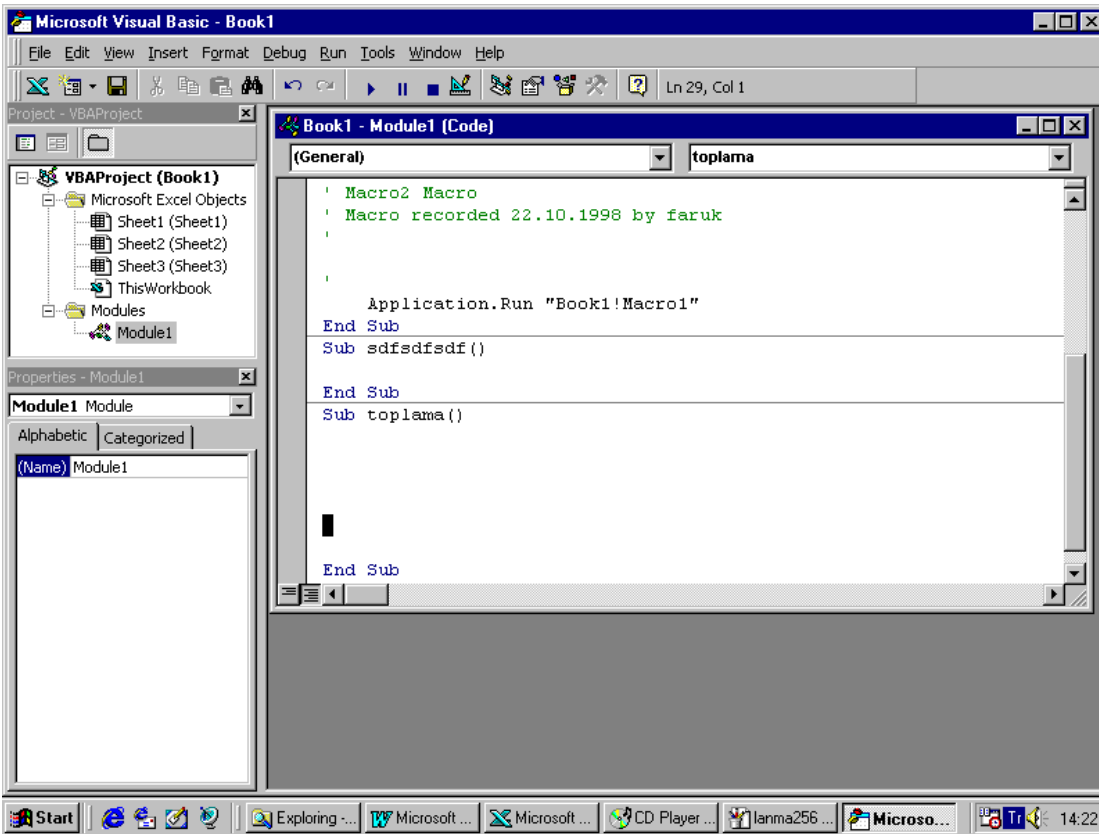 Microsoft Visual Basic - Book1
File Edit View Insert Format Debug Run Tools Window Help
Ln 29, Col 1
Project - VBAProject
VBAProject (Book1)
Microsoft Excel Objects
Sheet1 (Sheet1)
Sheet2 (Sheet2)
Sheet3 (Sheet3)
ThisWorkbook
Modules
Module1
Properties - Module1
Module1 Module
Alphabetic Categorized
(Name) Module1
Book1 - Module1 (Code)
(General) toplama
' Macro2 Macro
' Macro recorded 22.10.1998 by faruk
'
'
Application.Run "Book1!Macro1"
End Sub
Sub sdfsdfsdf()
End Sub
Sub toplama()
End Sub
Start Exploring -... Microsoft ... Microsoft ... CD Player ... lanma256 ... Microso... Tr 14:22